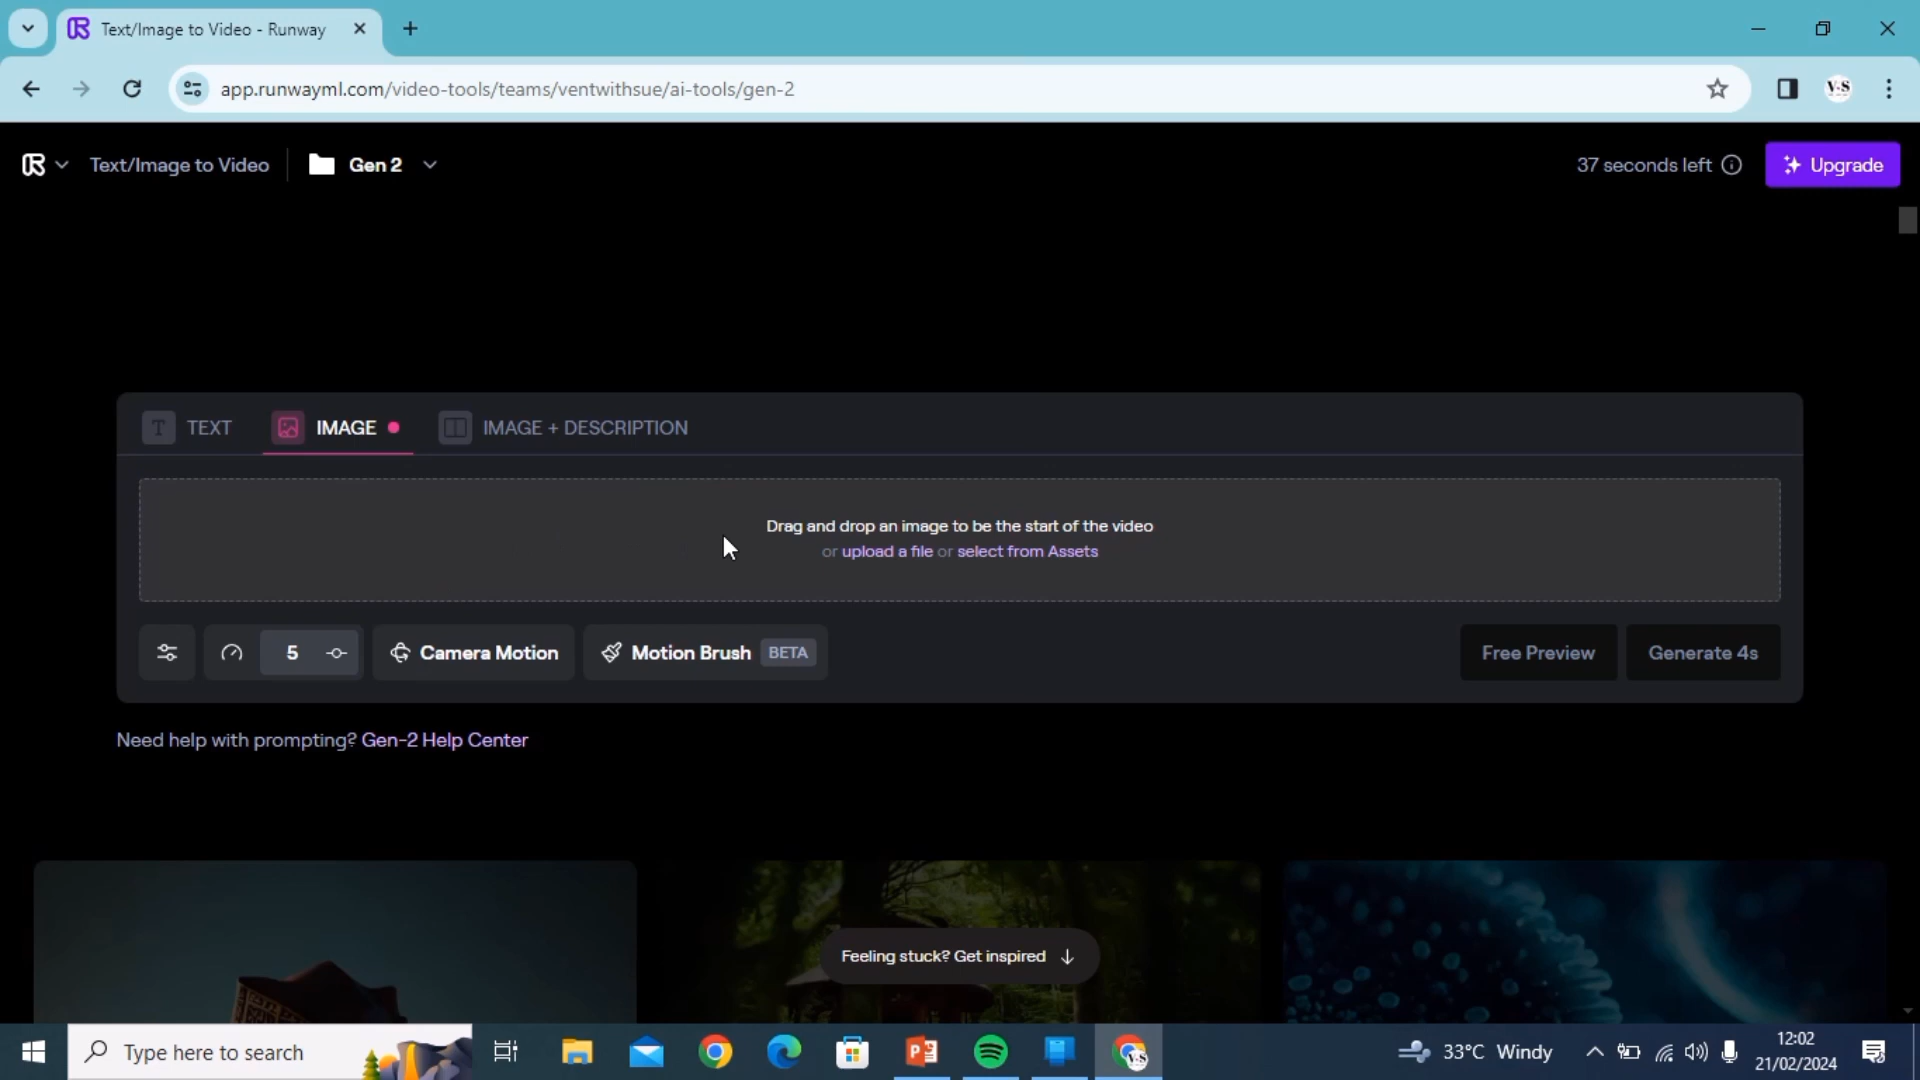 Text/Image to Video - Runway
app.runwayml.com/video-tools/teams/ventwithsue/ai-tools/gen-2
V·S
Text/Image to Video
Gen 2
37 seconds left
Upgrade
T TEXT
IMAGE
IMAGE + DESCRIPTION
Drag and drop an image to be the start of the video
or upload a file or select from Assets
5
Camera Motion
Motion Brush BETA
Free Preview
Generate 4s
Need help with prompting? Gen-2 Help Center
Feeling stuck? Get inspired
Type here to search
V·S
33°C Windy
12:02
21/02/2024